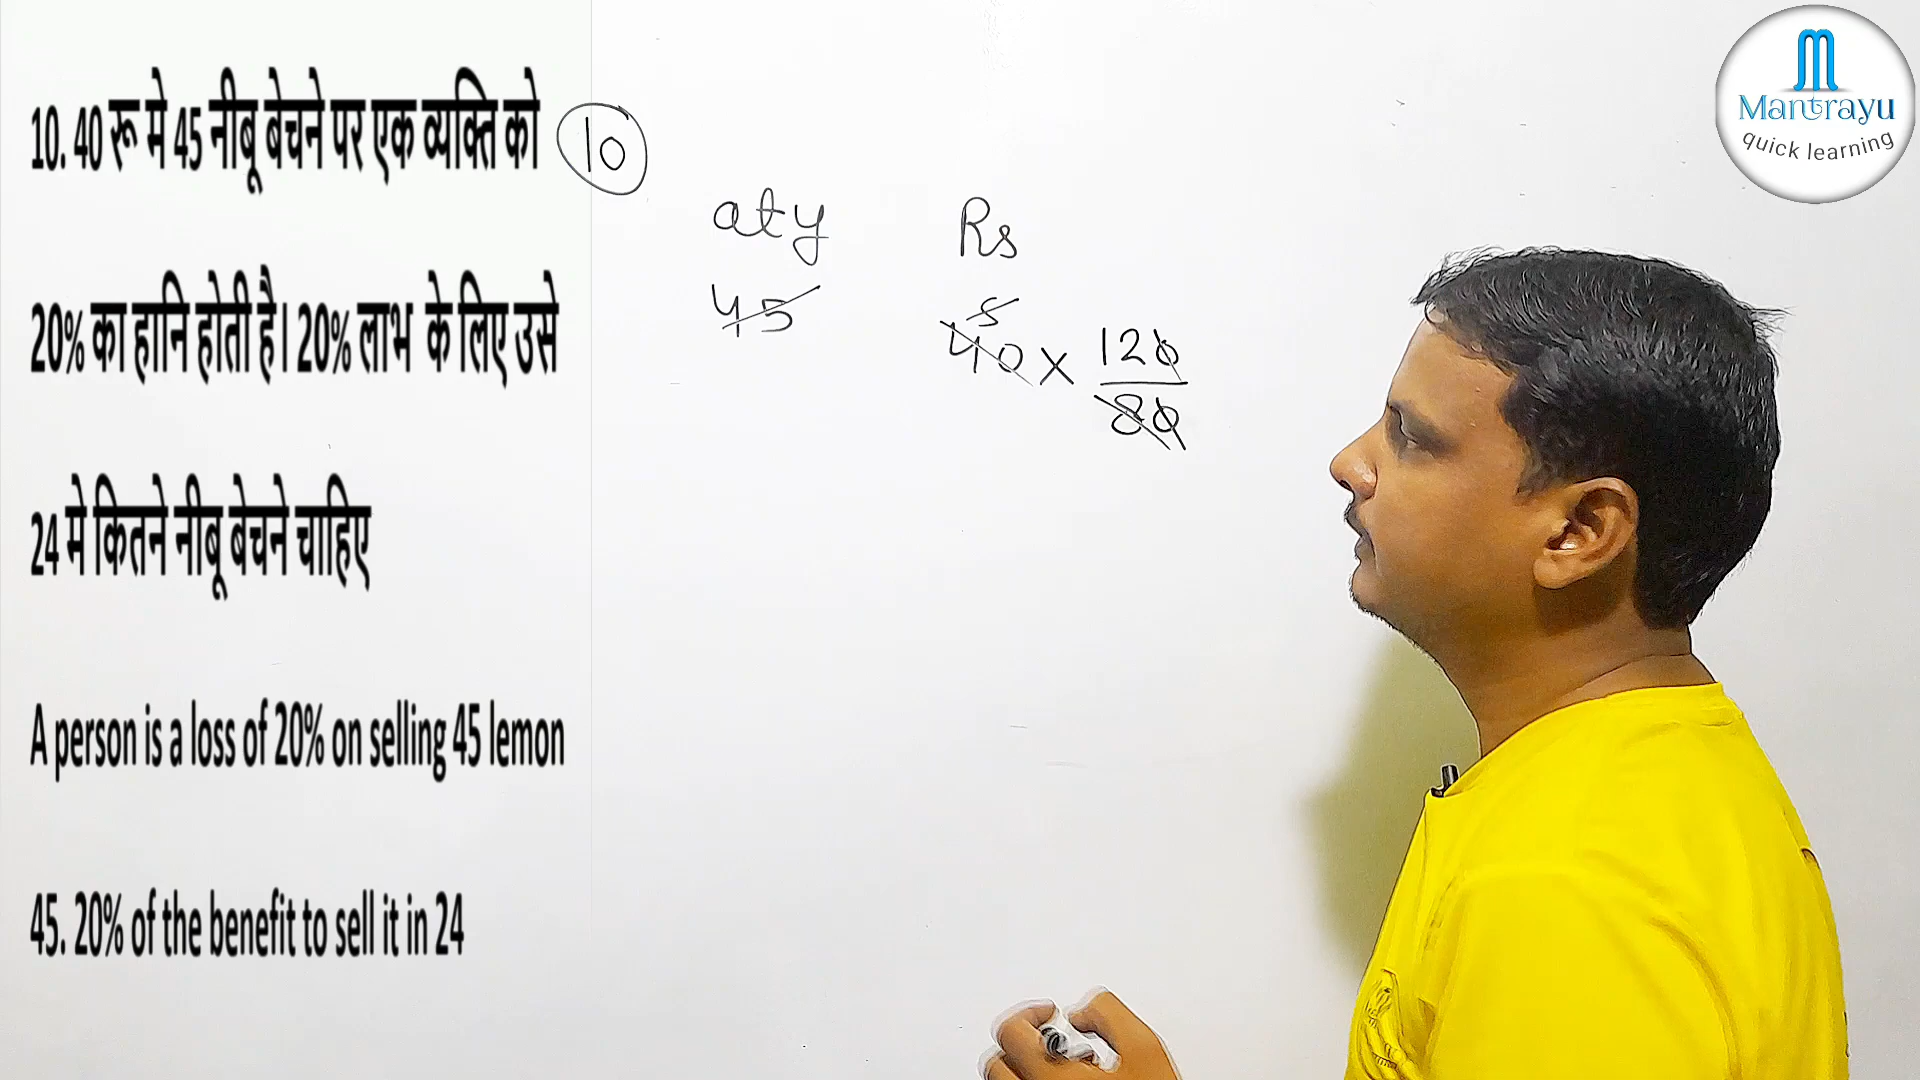 10. 40 रू मे 45 नीबू बेचने पर एक व्यक्ति को
20% का हानि होती है। 20% लाभ के लिए उसे
24 मे कितने नीबू बेचने चाहिए
A person is a loss of 20% on selling 45 lemon
45. 20% of the benefit to sell it in 24
10
aty Rs
45 5
40 x 120
80
Mantrayu
quick learning